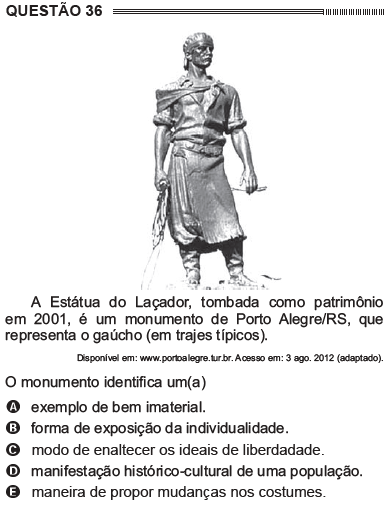 QUESTÃO 36
A Estátua do Laçador, tombada como patrimônio
em 2001, é um monumento de Porto Alegre/RS, que
representa o gaúcho (em trajes típicos).
Disponível em: www.portoalegre.tur.br. Acesso em: 3 ago. 2012 (adaptado).
O monumento identifica um(a)
A exemplo de bem imaterial.
B forma de exposição da individualidade.
C modo de enaltecer os ideais de liberdadade.
D manifestação histórico-cultural de uma população.
E maneira de propor mudanças nos costumes.